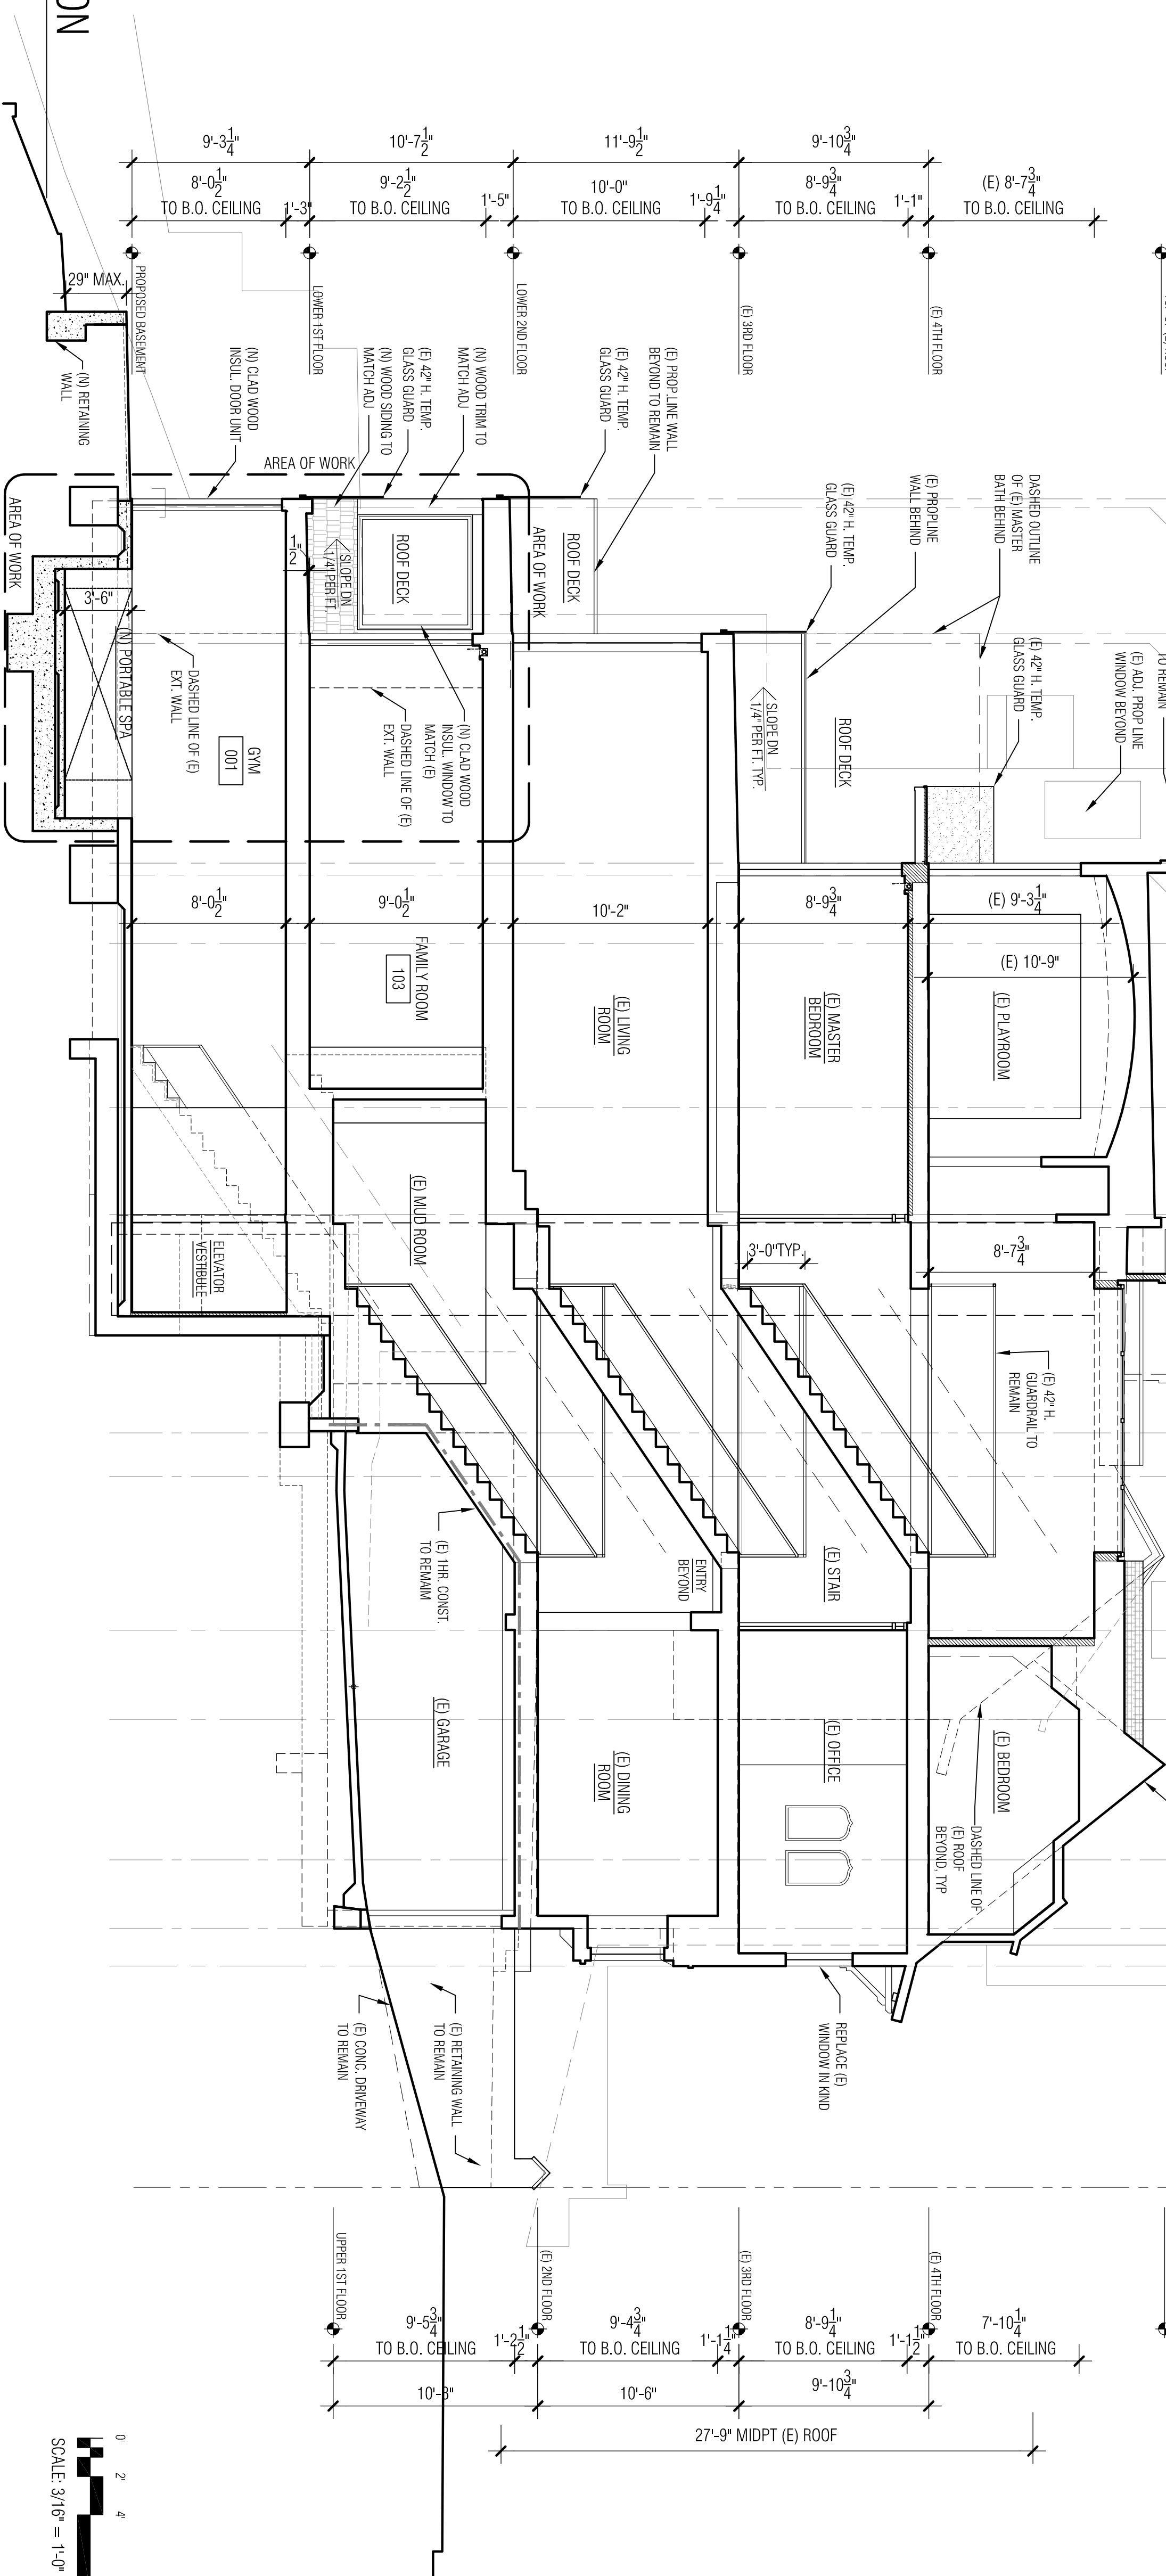 ON
9'-3 1/4"
10'-7 1/2"
11'-9 1/2"
9'-10 3/4"
8'-0 1/2"
TO B.O. CEILING
1'-3"
9'-2 1/2"
TO B.O. CEILING
1'-5"
10'-0"
TO B.O. CEILING
1'-9 1/4"
8'-9 3/4"
TO B.O. CEILING
1'-1"
(E) 8'-7 3/4"
TO B.O. CEILING
PROPOSED BASEMENT
LOWER 1ST FLOOR
LOWER 2ND FLOOR
(E) 3RD FLOOR
(E) 4TH FLOOR
29" MAX.
(N) RETAINING
WALL
(N) CLAD WOOD
INSUL. DOOR UNIT
AREA OF WORK
(N) WOOD SIDING TO
MATCH ADJ
(E) 42" H. TEMP.
GLASS GUARD
(N) WOOD TRIM TO
MATCH ADJ
(E) 42" H. TEMP.
GLASS GUARD
(E) PROP.LINE WALL
BEYOND TO REMAIN
(E) 42" H. TEMP.
GLASS GUARD
(E) PROPLINE
WALL BEHIND
DASHED OUTLINE
OF (E) MASTER
BATH BEHIND
(E) 42" H. TEMP.
GLASS GUARD
(E) ADJ. PROP LINE
WINDOW BEYOND
TO REMAIN
AREA OF WORK
AREA OF WORK
ROOF DECK
ROOF DECK
ROOF DECK
1/2"
SLOPE DN
1/4" PER FT.
SLOPE DN
1/4" PER FT. TYP.
3'-6"
(N) PORTABLE SPA
DASHED LINE OF (E)
EXT. WALL
GYM
001
(N) CLAD WOOD
INSUL. WINDOW TO
MATCH (E)
DASHED LINE OF (E)
EXT. WALL
8'-0 1/2"
9'-0 1/2"
10'-2"
8'-9 3/4"
(E) 9'-3 1/4"
(E) 10'-9"
FAMILY ROOM
103
(E) LIVING
ROOM
(E) MASTER
BEDROOM
(E) PLAYROOM
(E) MUD ROOM
ELEVATOR
VESTIBULE
3'-0"TYP.
8'-7 3/4"
(E) 42" H.
GUARDRAIL TO
REMAIN
(E) 1HR. CONST.
TO REMAIM
ENTRY
BEYOND
(E) STAIR
(E) GARAGE
(E) DINING
ROOM
(E) OFFICE
(E) BEDROOM
DASHED LINE OF
(E) ROOF
BEYOND, TYP
(E) CONC. DRIVEWAY
TO REMAIN
(E) RETAINING WALL
TO REMAIN
REPLACE (E)
WINDOW IN KIND
UPPER 1ST FLOOR
(E) 2ND FLOOR
(E) 3RD FLOOR
(E) 4TH FLOOR
9'-5 3/4"
TO B.O. CEILING
1'-2 1/2"
9'-4 3/4"
TO B.O. CEILING
1'-1 1/4"
8'-9 1/4"
TO B.O. CEILING
1'-1 1/2"
7'-10 1/4"
TO B.O. CEILING
10'-8"
10'-6"
9'-10 3/4"
27'-9" MIDPT (E) ROOF
0'
2'
4'
SCALE: 3/16" = 1'-0"